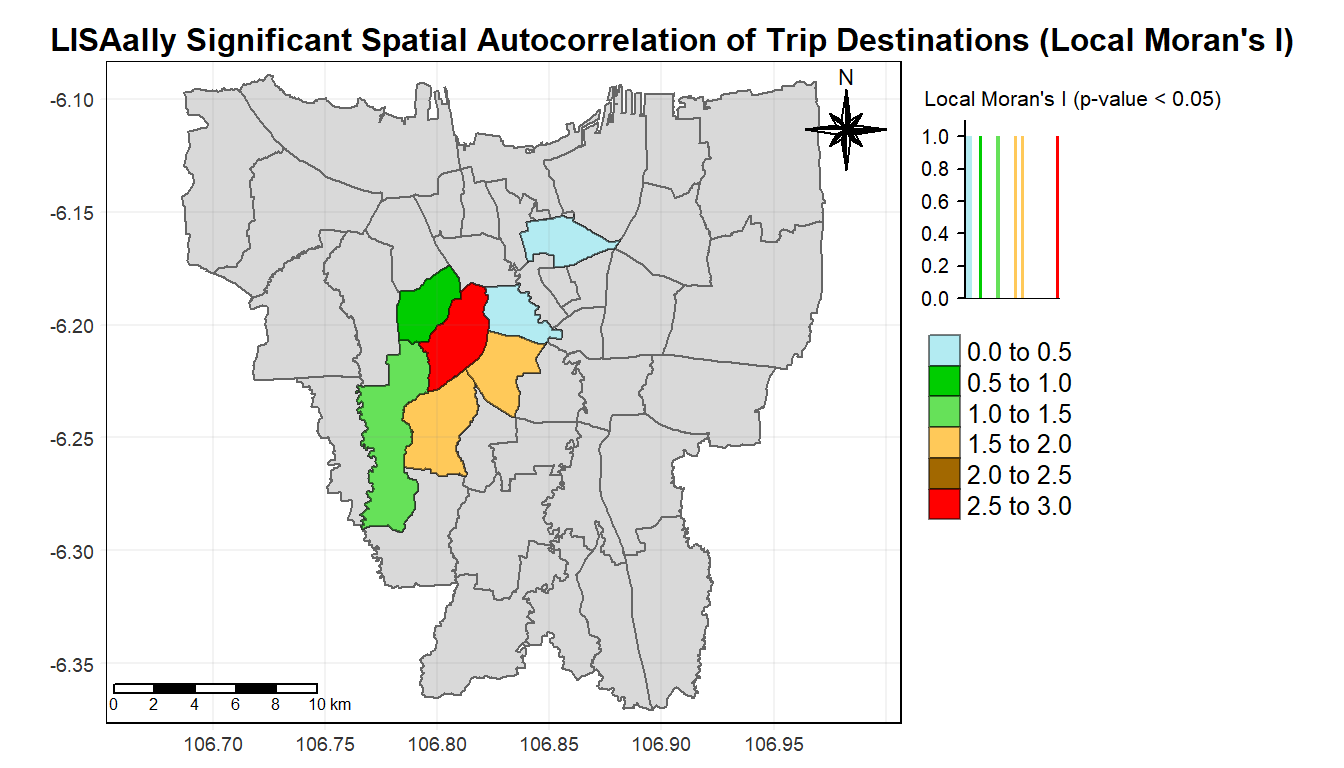 LISAally Significant Spatial Autocorrelation of Trip Destinations (Local Moran's I)
N
-6.10
-6.15
-6.20
-6.25
-6.30
-6.35
0 2 4 6 8 10 km
106.70 106.75 106.80 106.85 106.90 106.95
Local Moran's I (p-value < 0.05)
1.0
0.8
0.6
0.4
0.2
0.0
0.0 to 0.5
0.5 to 1.0
1.0 to 1.5
1.5 to 2.0
2.0 to 2.5
2.5 to 3.0